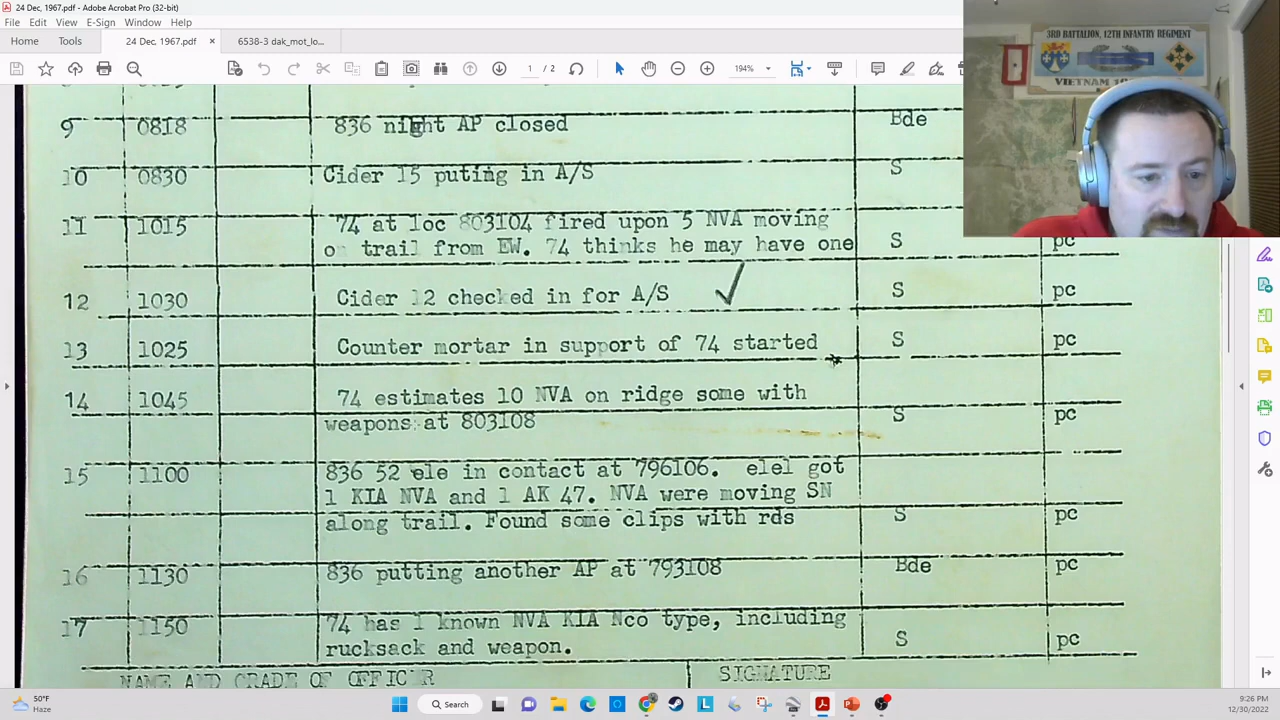 24 Dec, 1967.pdf - Adobe Acrobat Pro (32-bit)
File Edit View E-Sign Window Help
Home Tools 24 Dec, 1967.pdf × 6538-3 dak_mot_lo...
1 / 2 194%
3RD BATTALION, 12TH INFANTRY REGIMENT
9 0818 836 night AP closed Bde
10 0830 Cider 15 puting in A/S S
11 1015 74 at loc 803104 fired upon 5 NVA moving
on trail from EW. 74 thinks he may have one S pc
12 1030 Cider 12 checked in for A/S S pc
13 1025 Counter mortar in support of 74 started S pc
14 1045 74 estimates 10 NVA on ridge some with
weapons at 803108 S pc
15 1100 836 52 ele in contact at 796106. elel got
1 KIA NVA and 1 AK 47. NVA were moving SN
along trail. Found some clips with rds S pc
16 1130 836 putting another AP at 793108 Bde pc
17 1150 74 has 1 known NVA KIA Nco type, including
rucksack and weapon. S pc
NAME AND GRADE OF OFFICER SIGNATURE
50°F
Haze
Search
9:26 PM
12/30/2022